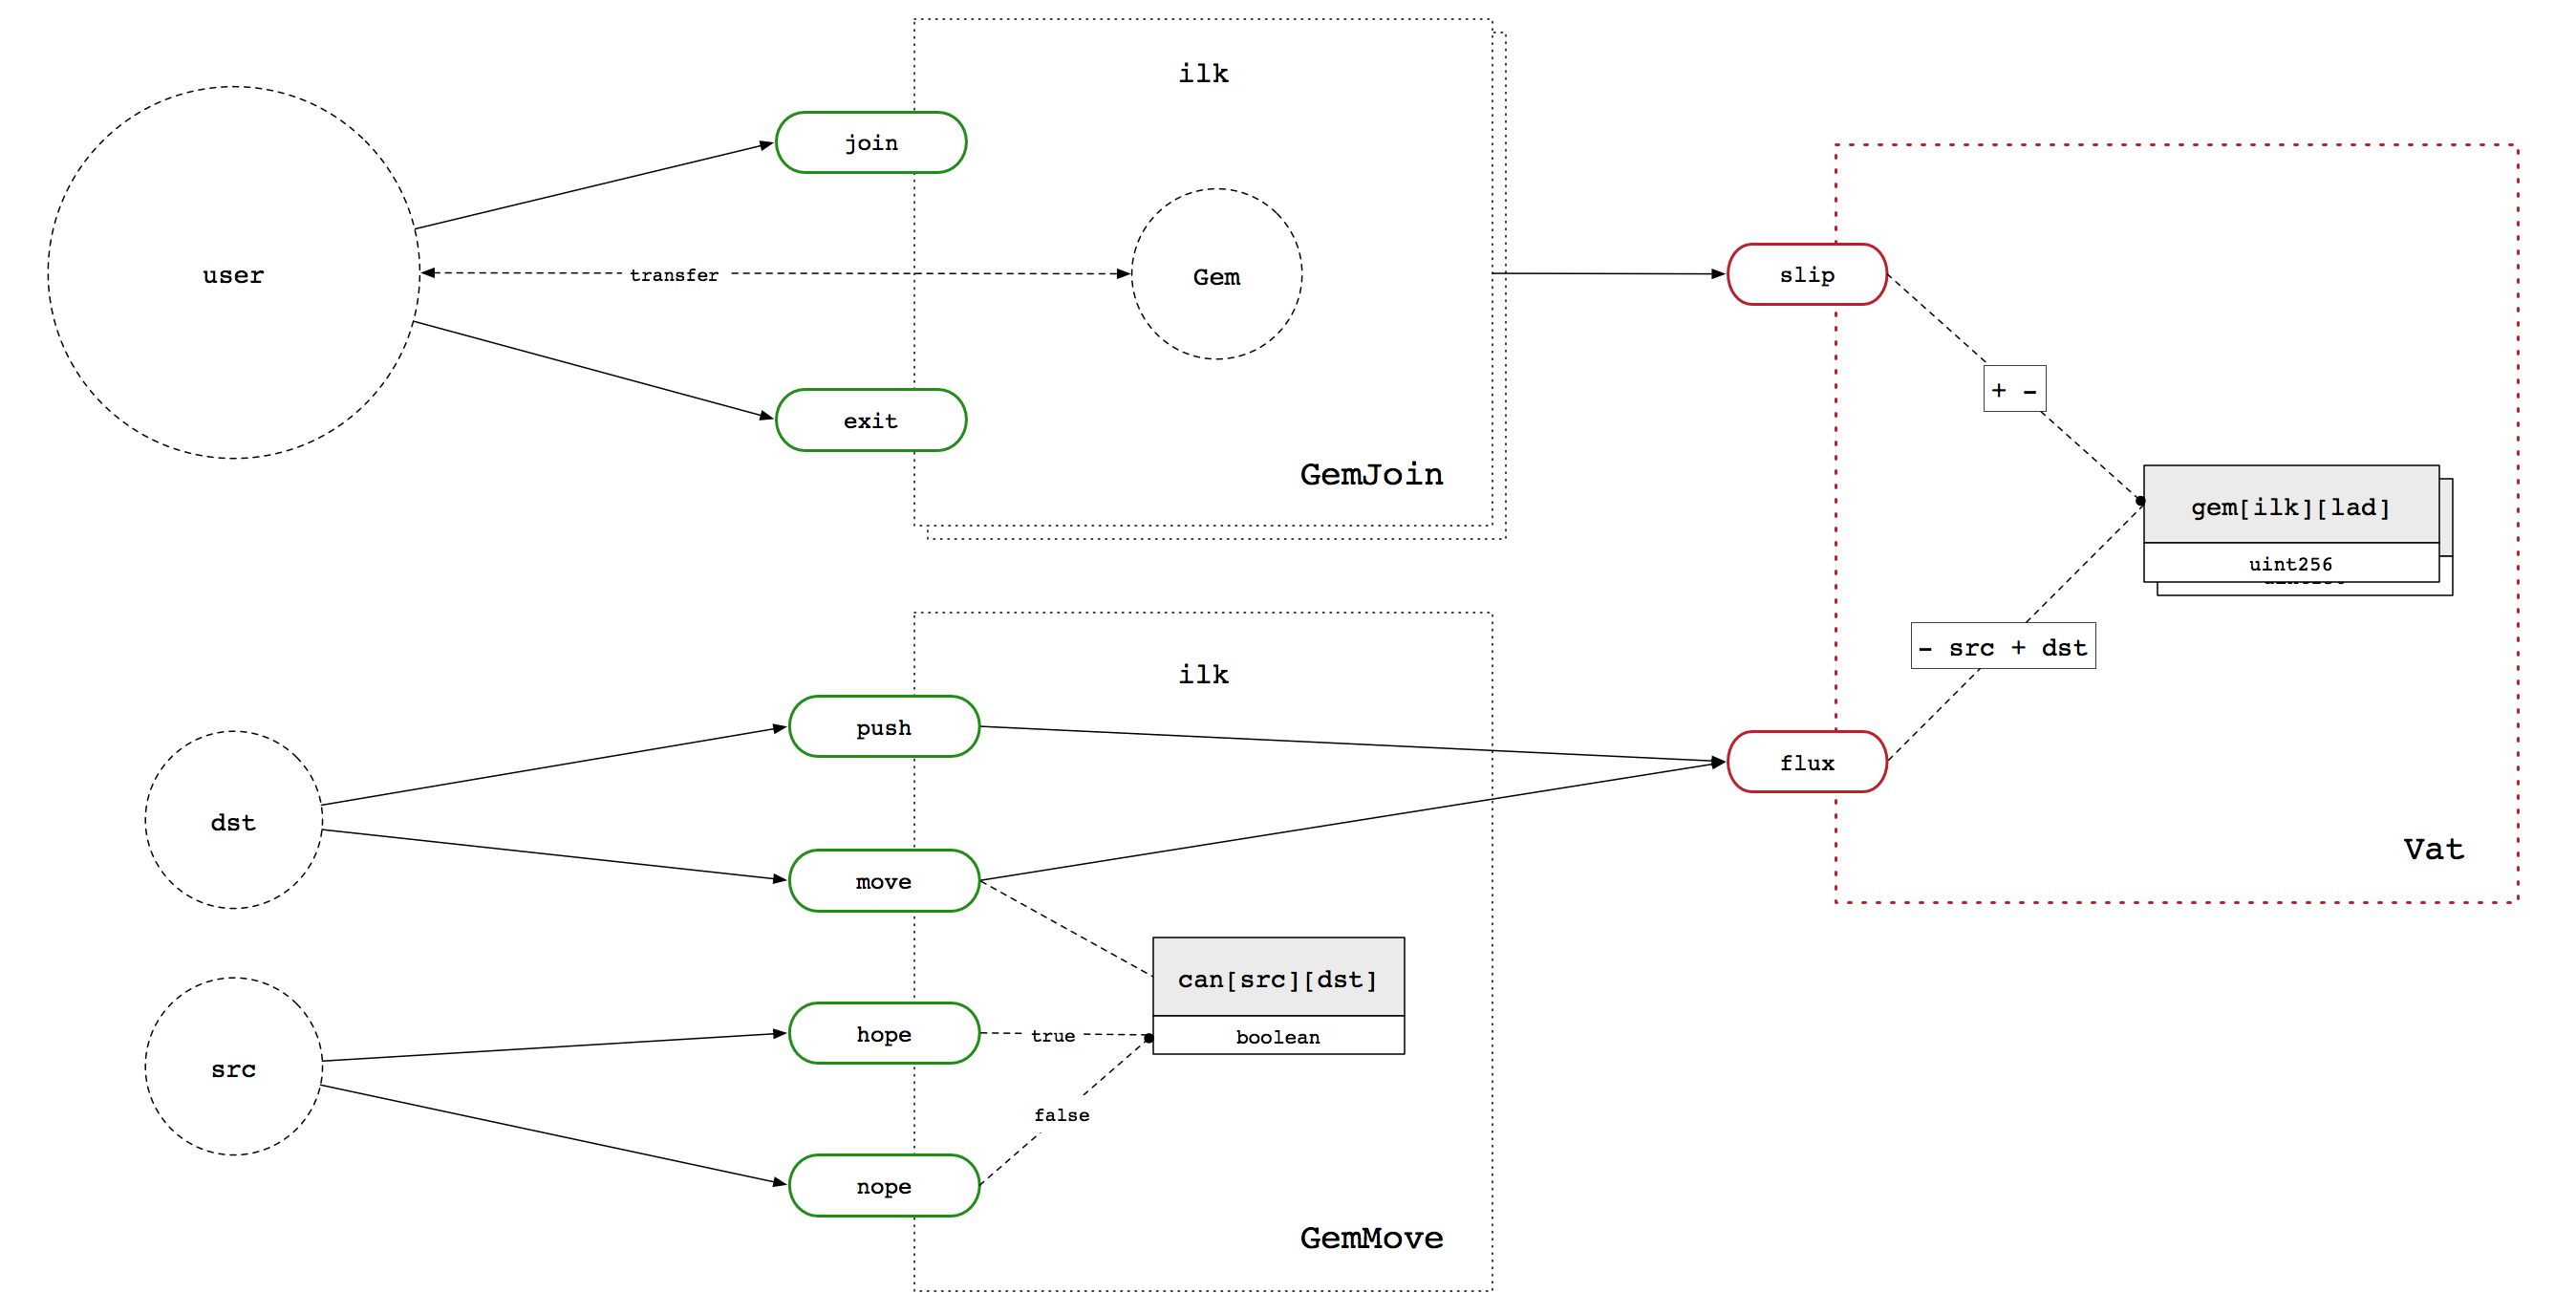 ilk
join
user
transfer
Gem
slip
exit
+ -
GemJoin
gem[ilk][lad]
uint256
ilk
- src + dst
push
flux
dst
move
Vat
can[src][dst]
hope
true
boolean
src
false
nope
GemMove